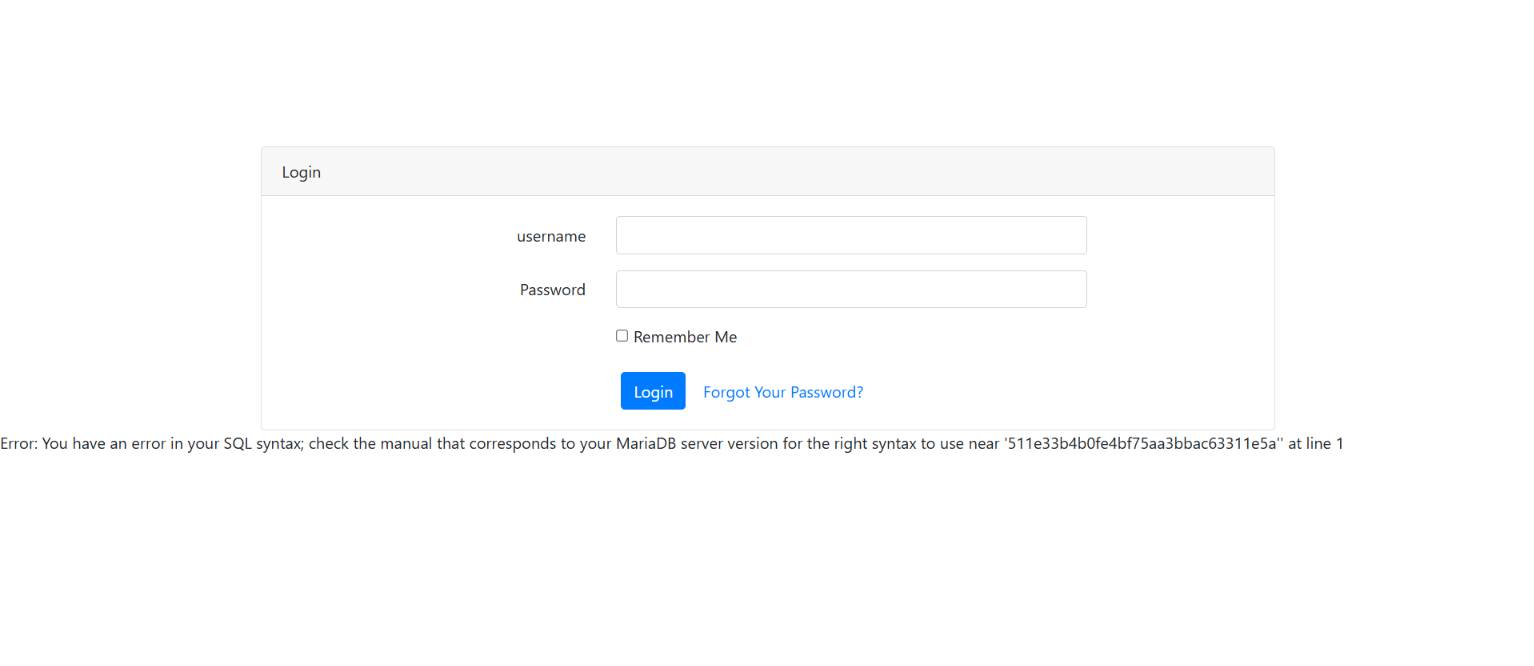 Login
username
Password
Remember Me
Login Forgot Your Password?
Error: You have an error in your SQL syntax; check the manual that corresponds to your MariaDB server version for the right syntax to use near '511e33b4b0fe4bf75aa3bbac63311e5a'' at line 1